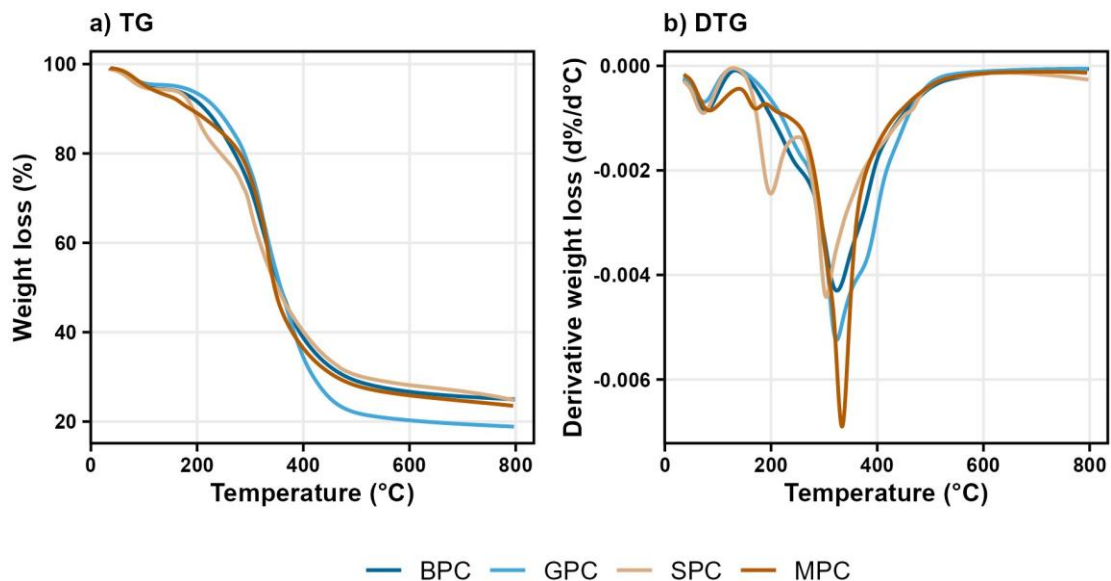 a) TG
b) DTG
Weight loss (%)
100
80
60
40
20
0
200
400
600
800
Temperature (°C)
Derivative weight loss (d%/d°C)
0.000
-0.002
-0.004
-0.006
0
200
400
600
800
Temperature (°C)
BPC GPC SPC MPC